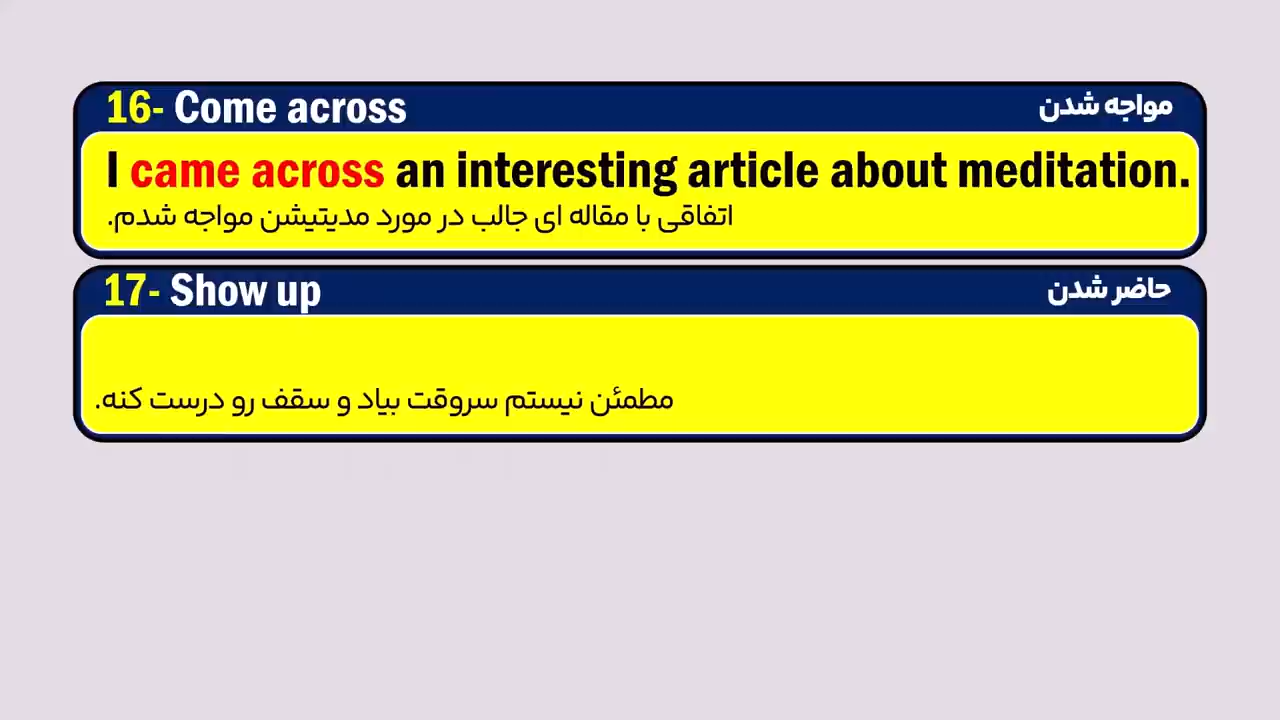 16- Come across مواجه شدن
I came across an interesting article about meditation.
اتفاقی با مقاله ای جالب در مورد مدیتیشن مواجه شدم.
17- Show up حاضر شدن
مطمئن نیستم سروقت بیاد و سقف رو درست کنه.